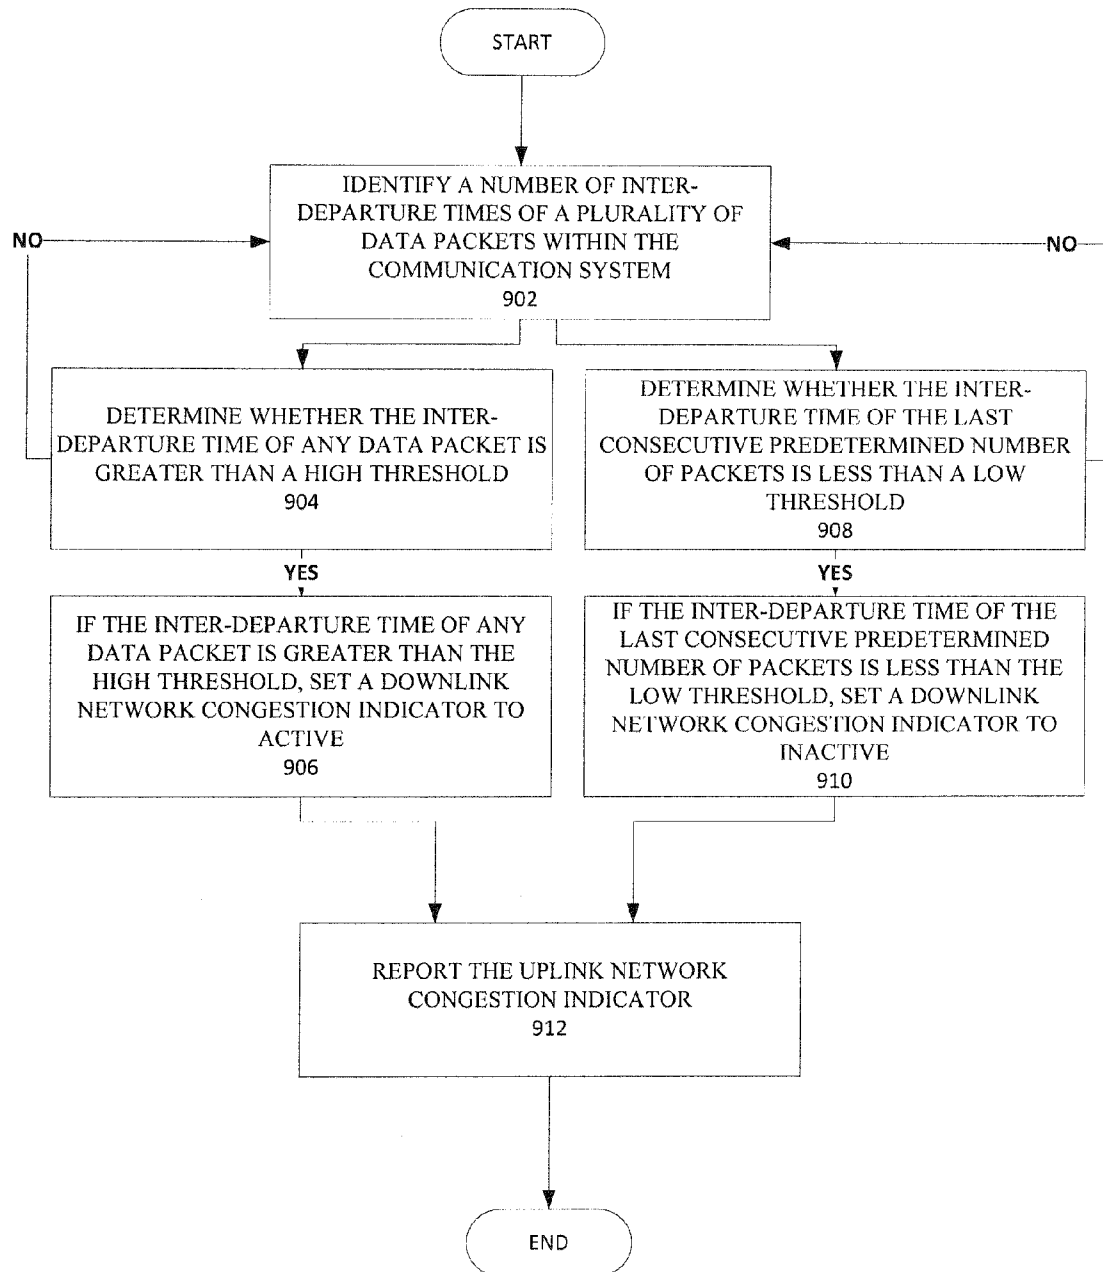 START
IDENTIFY A NUMBER OF INTER-
DEPARTURE TIMES OF A PLURALITY OF
DATA PACKETS WITHIN THE
COMMUNICATION SYSTEM
902
NO
NO
DETERMINE WHETHER THE INTER-
DEPARTURE TIME OF ANY DATA PACKET IS
GREATER THAN A HIGH THRESHOLD
904
DETERMINE WHETHER THE INTER-
DEPARTURE TIME OF THE LAST
CONSECUTIVE PREDETERMINED NUMBER
OF PACKETS IS LESS THAN A LOW
THRESHOLD
908
YES
YES
IF THE INTER-DEPARTURE TIME OF ANY
DATA PACKET IS GREATER THAN THE
HIGH THRESHOLD, SET A DOWNLINK
NETWORK CONGESTION INDICATOR TO
ACTIVE
906
IF THE INTER-DEPARTURE TIME OF THE
LAST CONSECUTIVE PREDETERMINED
NUMBER OF PACKETS IS LESS THAN THE
LOW THRESHOLD, SET A DOWNLINK
NETWORK CONGESTION INDICATOR TO
INACTIVE
910
REPORT THE UPLINK NETWORK
CONGESTION INDICATOR
912
END